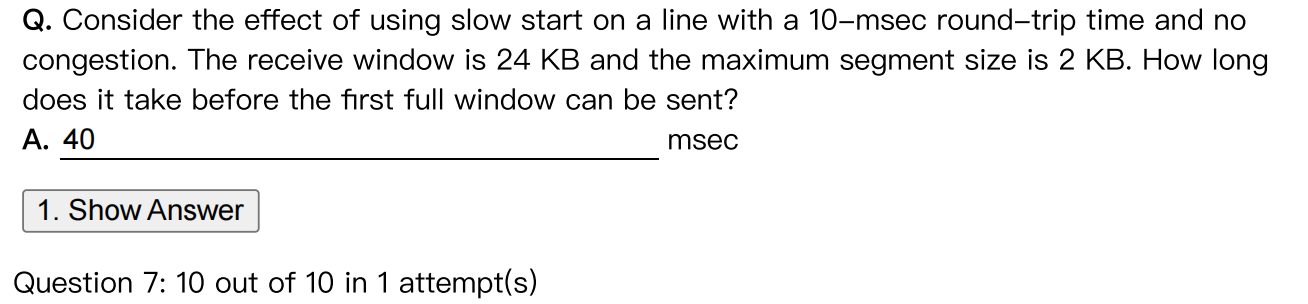 Q. Consider the effect of using slow start on a line with a 10–msec round–trip time and no
congestion. The receive window is 24 KB and the maximum segment size is 2 KB. How long
does it take before the first full window can be sent?
A. 40 msec
1. Show Answer
Question 7: 10 out of 10 in 1 attempt(s)